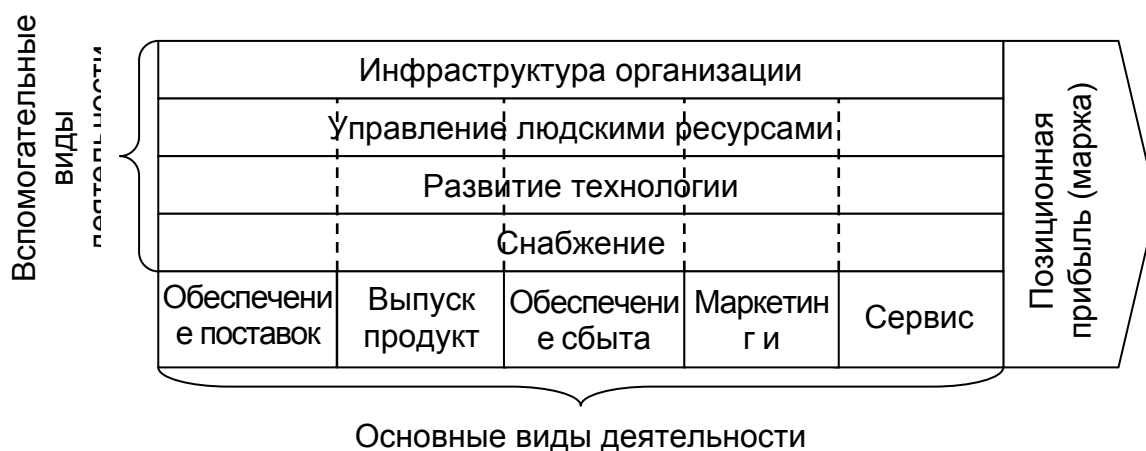 Вспомогательные
виды
деятельности
Инфраструктура организации
Управление людскими ресурсами
Развитие технологии
Снабжение
Обеспечени
е поставок
Выпуск
продукт
Обеспечени
е сбыта
Маркетин
г и
Сервис
Позиционная
прибыль (маржа)
Основные виды деятельности